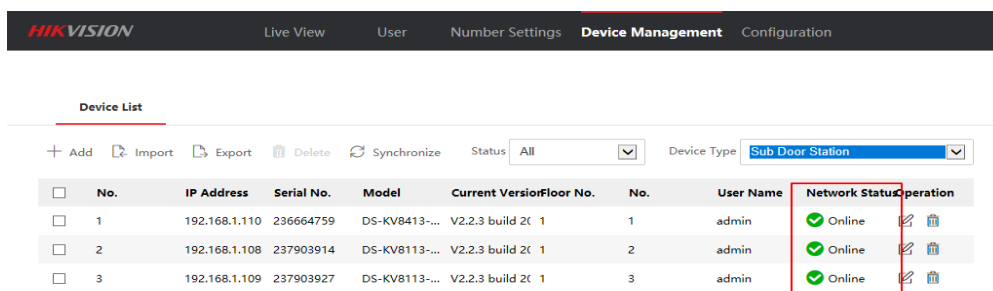 HIKVISION Live View User Number Settings Device Management Configuration
Device List
Add Import Export Delete Synchronize Status All Device Type Sub Door Station
No. IP Address Serial No. Model Current Version Floor No. No. User Name Network Status Operation
1 192.168.1.110 236664759 DS-KV8413-... V2.2.3 build 20 1 1 admin Online
2 192.168.1.108 237903914 DS-KV8113-... V2.2.3 build 20 1 2 admin Online
3 192.168.1.109 237903927 DS-KV8113-... V2.2.3 build 20 1 3 admin Online